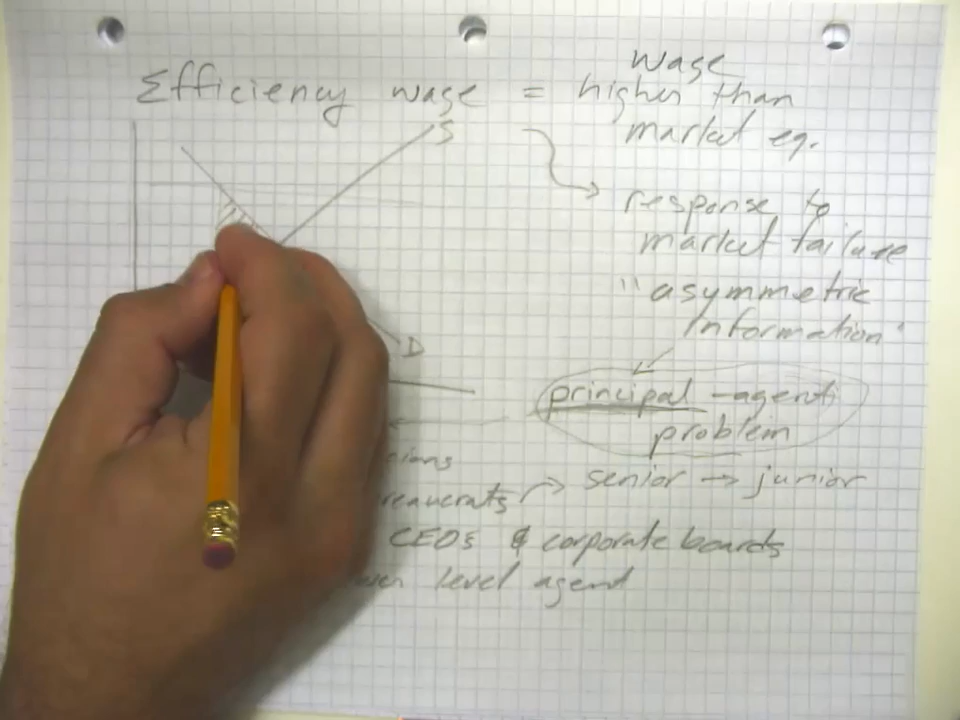 Efficiency wage = wage higher than market eq.
S
response to
market failure
"asymmetric
information"
D
principal-agent
problem
senior → junior
CEOs & corporate boards
level agent